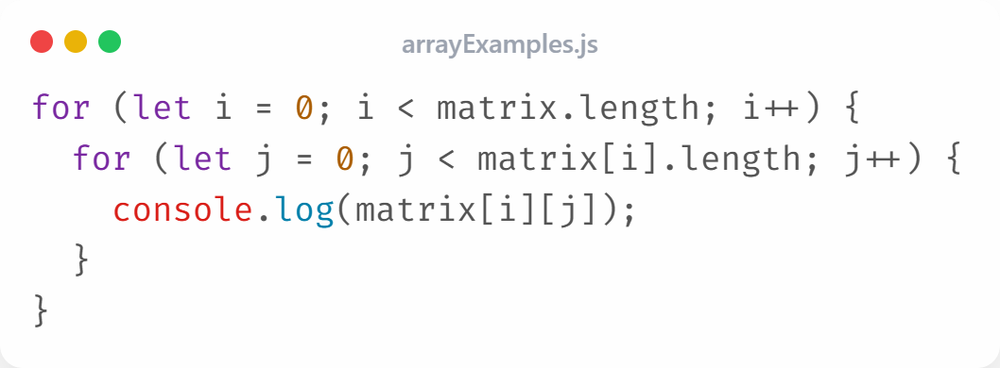 arrayExamples.js
for (let i = 0; i < matrix.length; i++) {
  for (let j = 0; j < matrix[i].length; j++) {
    console.log(matrix[i][j]);
  }
}